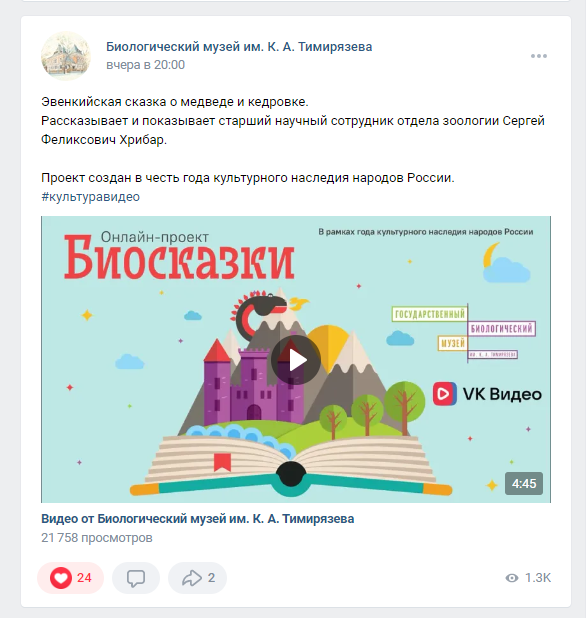 Биологический музей им. К. А. Тимирязева
вчера в 20:00
Эвенкийская сказка о медведе и кедровке.
Рассказывает и показывает старший научный сотрудник отдела зоологии Сергей
Феликсович Хрибар.
Проект создан в честь года культурного наследия народов России.
#культуравидео
Онлайн-проект
В рамках года культурного наследия народов России
Биосказки
ГОСУДАРСТВЕННЫЙ
БИОЛОГИЧЕСКИЙ
МУЗЕЙ
ИМ. К. А. ТИМИРЯЗЕВА
VK Видео
4:45
Видео от Биологический музей им. К. А. Тимирязева
21 758 просмотров
24
2
1.3K